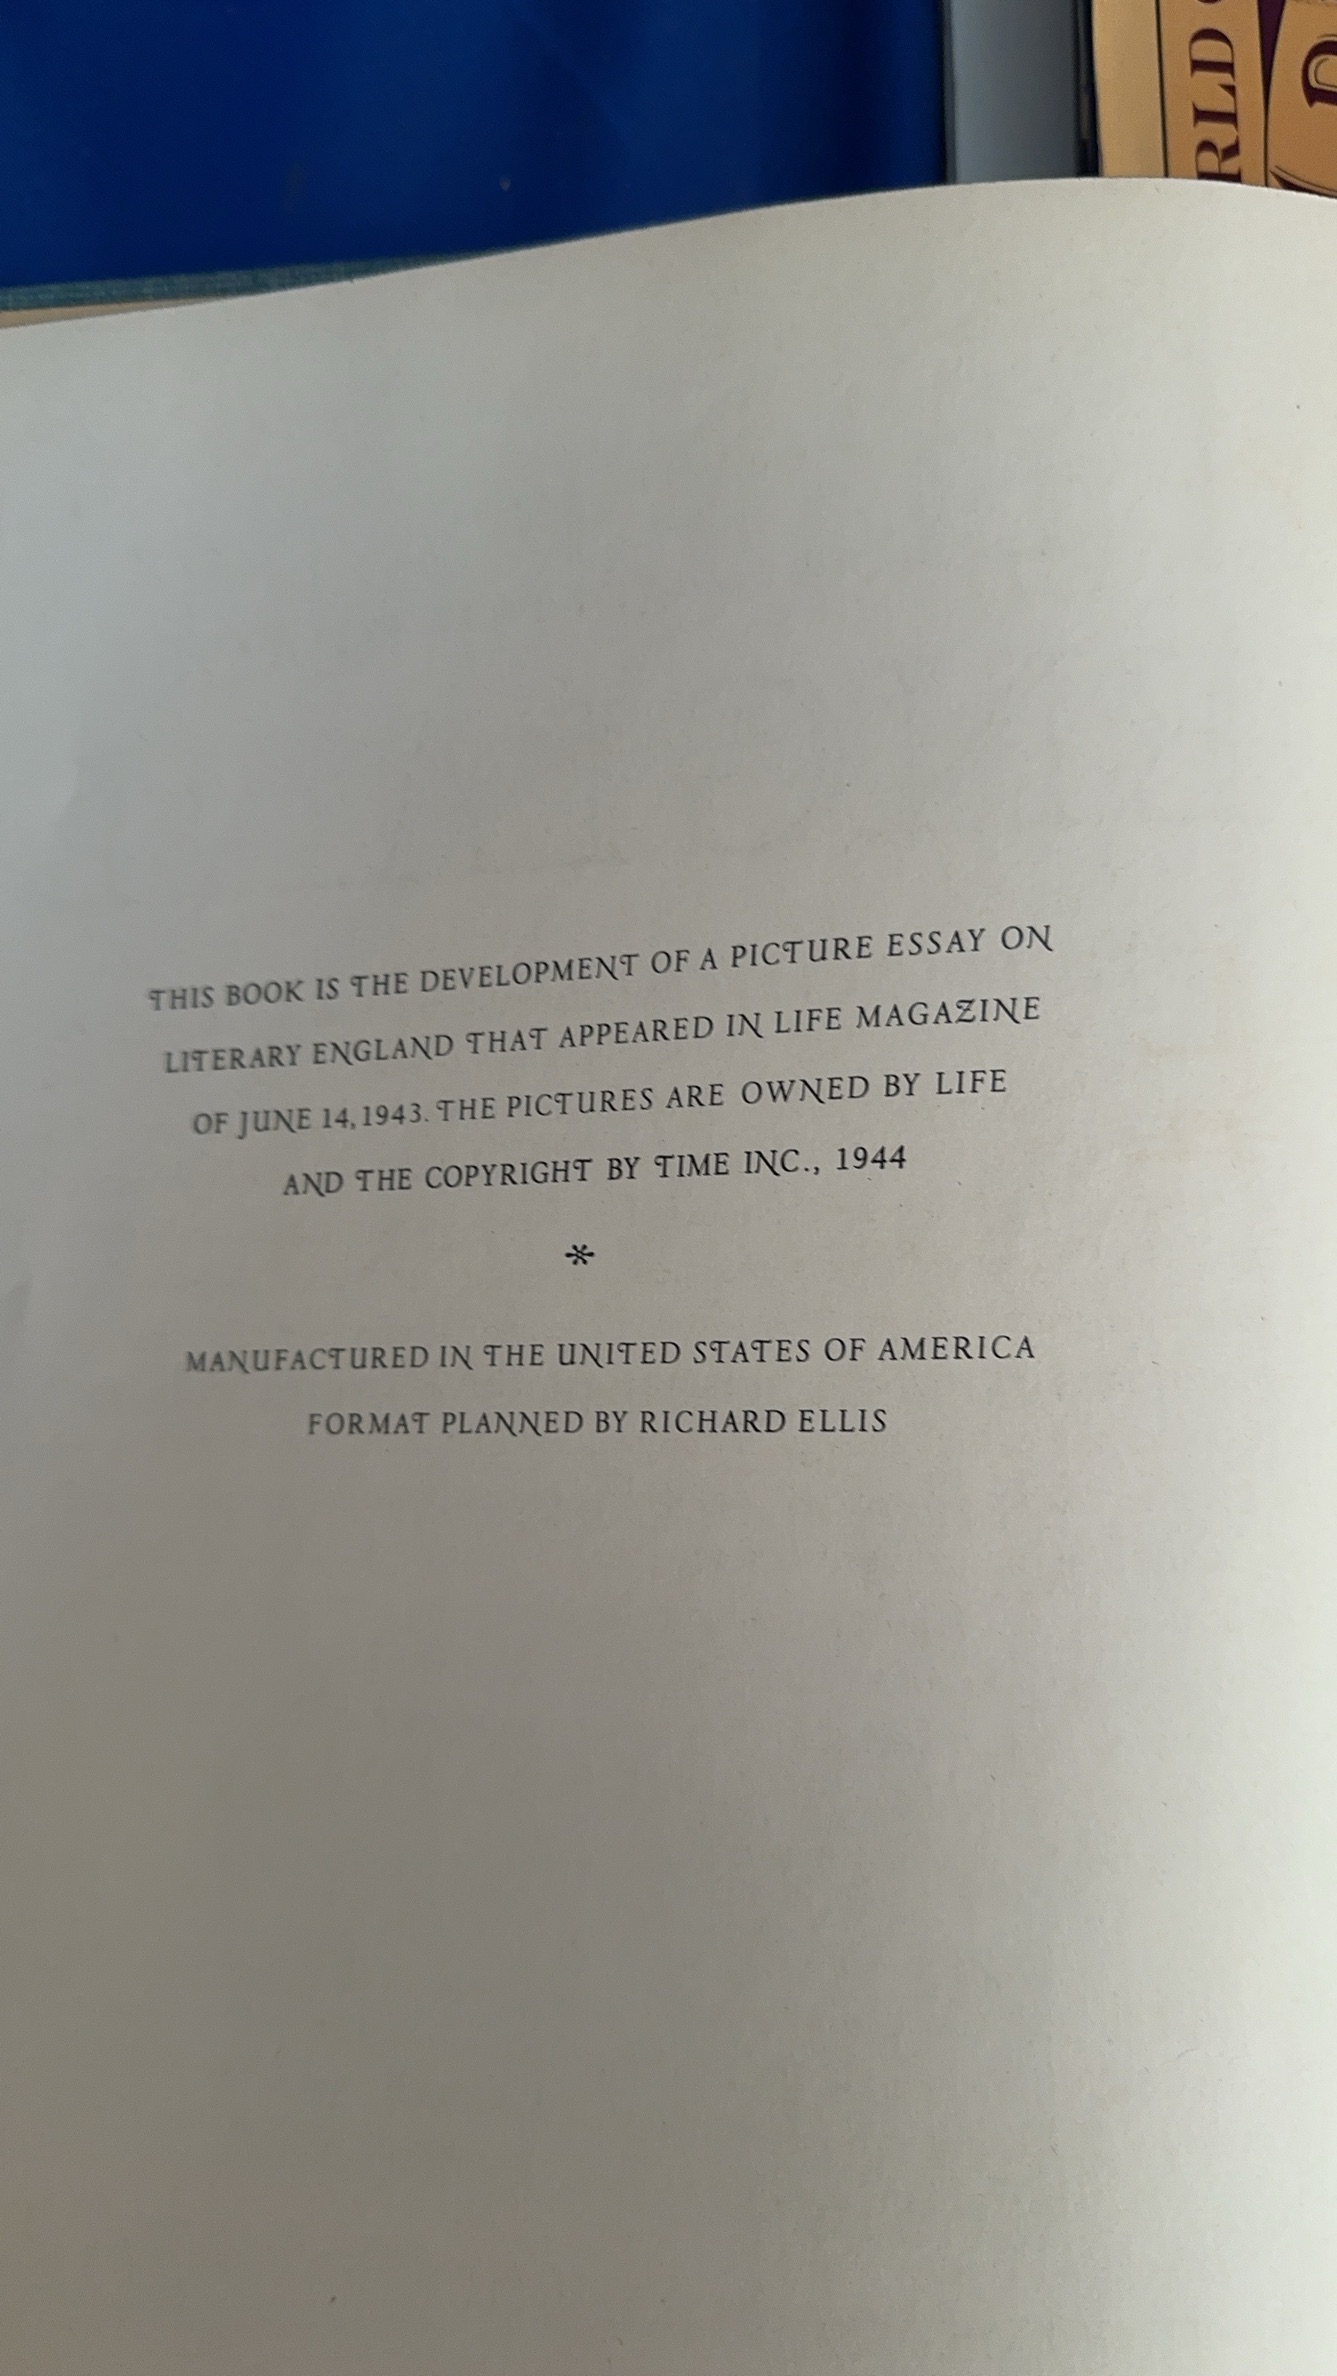 RLD
THIS BOOK IS THE DEVELOPMENT OF A PICTURE ESSAY ON
LITERARY ENGLAND THAT APPEARED IN LIFE MAGAZINE
OF JUNE 14, 1943. THE PICTURES ARE OWNED BY LIFE
AND THE COPYRIGHT BY TIME INC., 1944
*
MANUFACTURED IN THE UNITED STATES OF AMERICA
FORMAT PLANNED BY RICHARD ELLIS